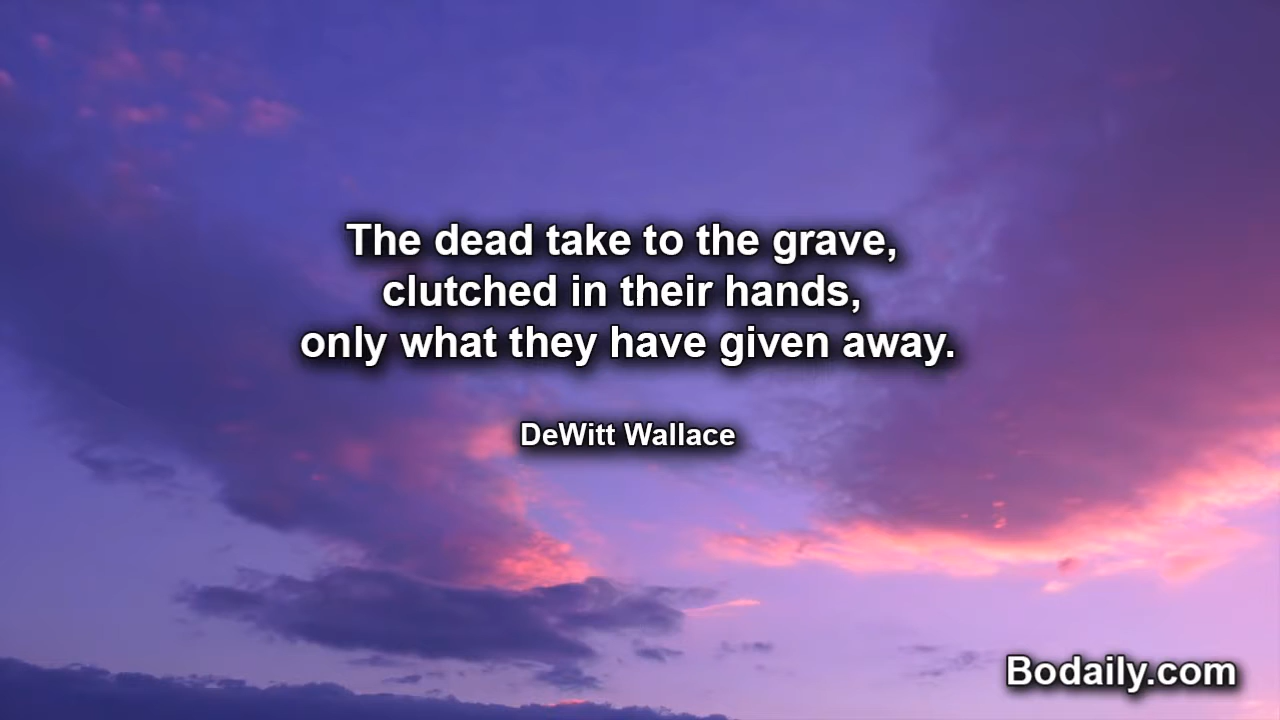 The dead take to the grave,
clutched in their hands,
only what they have given away.
DeWitt Wallace
Bodaily.com